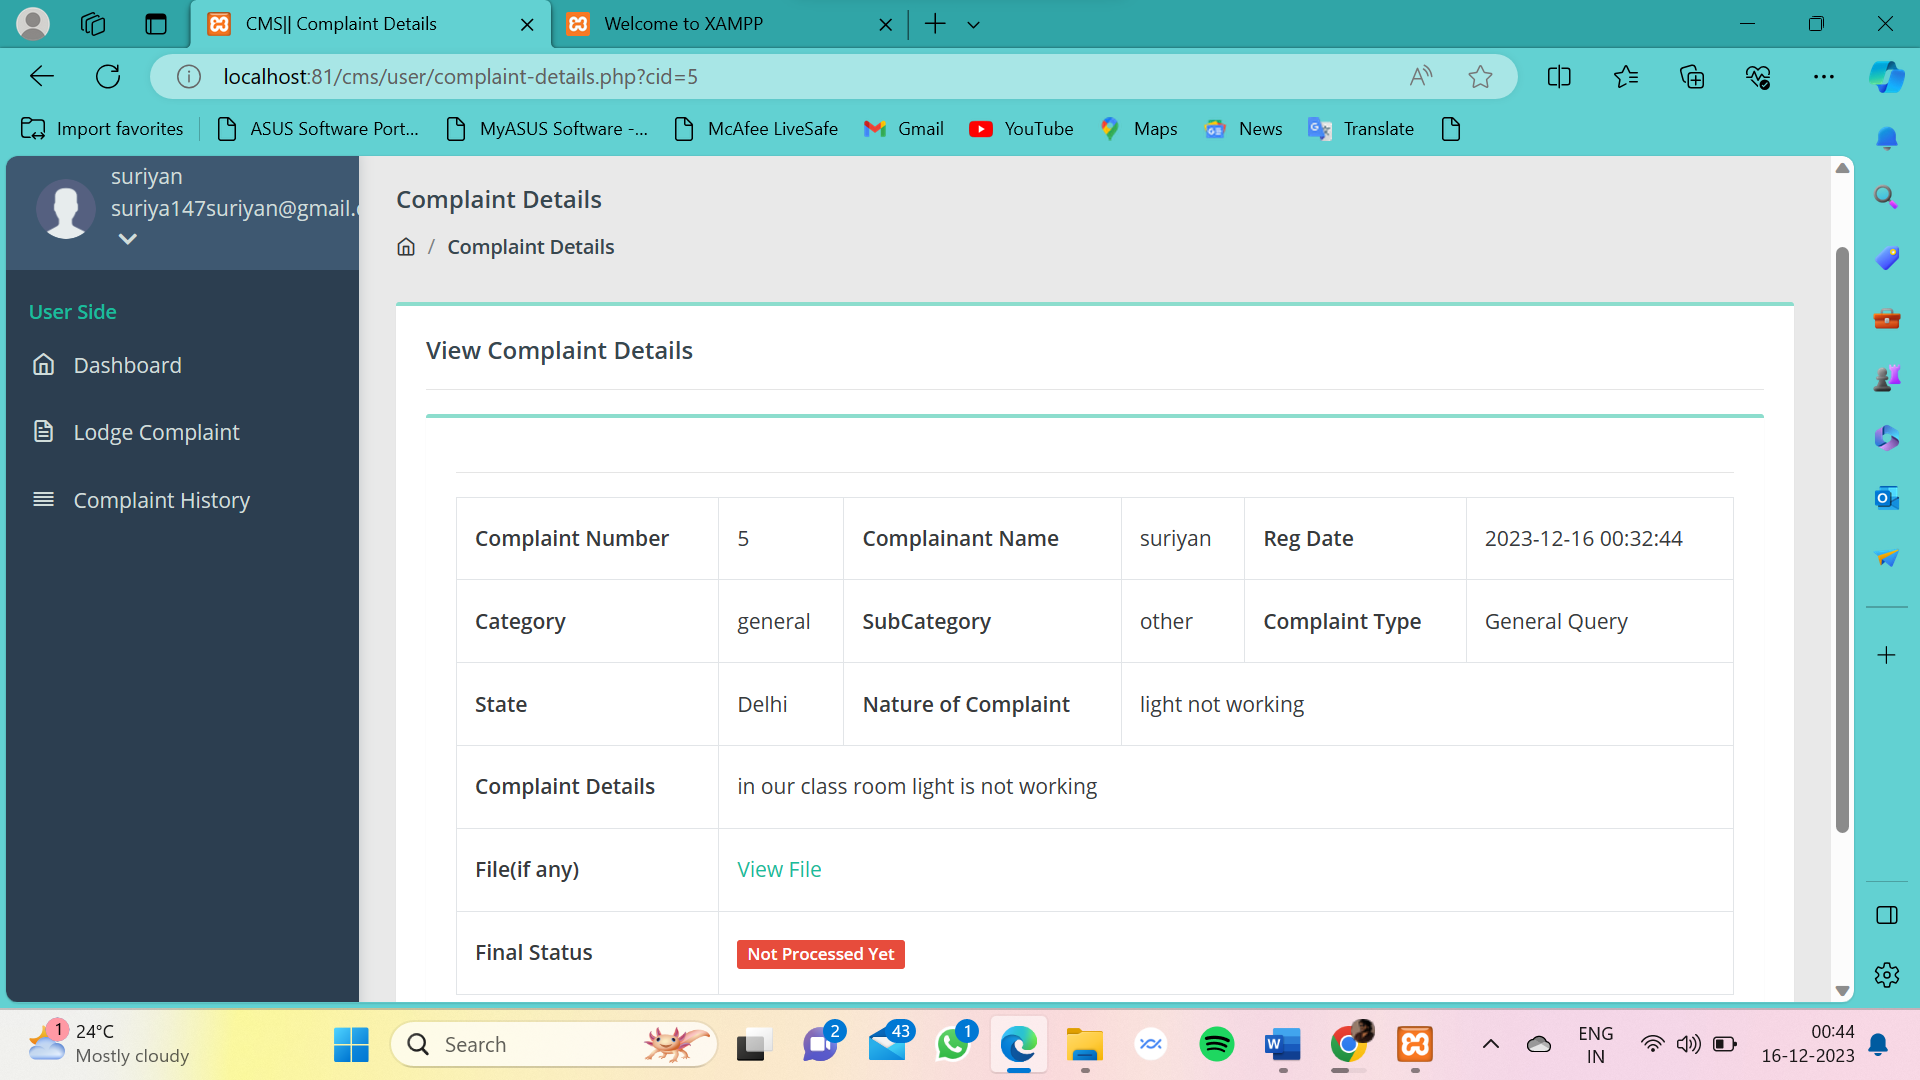 CMS|| Complaint Details
Welcome to XAMPP
localhost:81/cms/user/complaint-details.php?cid=5
Import favorites
ASUS Software Port...
MyASUS Software -...
McAfee LiveSafe
Gmail
YouTube
Maps
News
Translate
suriyan
suriya147suriyan@gmail.
User Side
Dashboard
Lodge Complaint
Complaint History
Complaint Details
/ Complaint Details
View Complaint Details
Complaint Number 5 Complainant Name suriyan Reg Date 2023-12-16 00:32:44
Category general SubCategory other Complaint Type General Query
State Delhi Nature of Complaint light not working
Complaint Details in our class room light is not working
File(if any) View File
Final Status Not Processed Yet
1
24°C
Mostly cloudy
Search
2
43
1
ENG
IN
00:44
16-12-2023